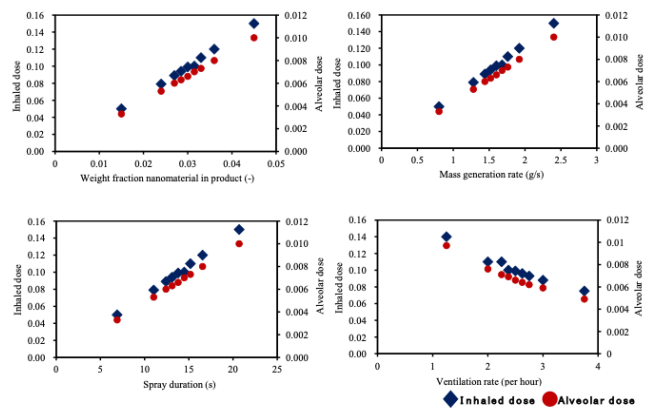 0.16 0.14 0.12 0.10 0.08 0.06 0.04 0.02 0.00
Inhaled dose
0.012 0.010 0.008 0.006 0.004 0.002 0.000
Alveolar dose
0 0.01 0.02 0.03 0.04 0.05
Weight fraction nanomaterial in product (-)
0.160 0.140 0.120 0.100 0.080 0.060 0.040 0.020 0.000
Inhaled dose
0.012 0.01 0.008 0.006 0.004 0.002 0
Alveolar dose
0 1 1 2 2 3 3
Mass generation rate (g/s)
0.16 0.14 0.12 0.10 0.08 0.06 0.04 0.02 0.00
Inhaled dose
0.012 0.010 0.008 0.006 0.004 0.002 0.000
Alveolar dose
0 5 10 15 20 25
Spray duration (s)
0.16 0.14 0.12 0.10 0.08 0.06 0.04 0.02 0.00
Inhaled dose
0.012 0.01 0.008 0.006 0.004 0.002 0
Alveolar dose
0 1 2 3 4
Ventilation rate (per hour)
Inhaled dose Alveolar dose